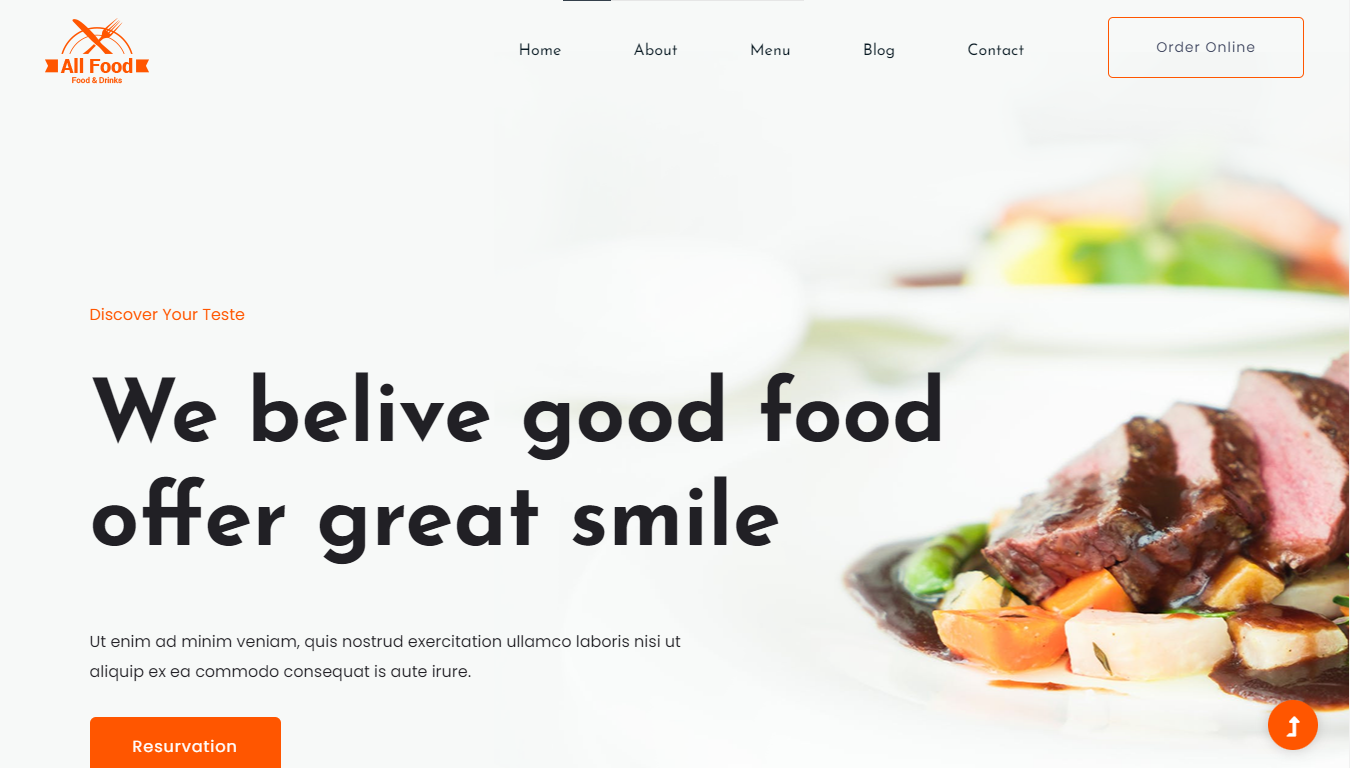 All Food
Food & Drinks
Home
About
Menu
Blog
Contact
Order Online
Discover Your Teste
We belive good food
offer great smile
Ut enim ad minim veniam, quis nostrud exercitation ullamco laboris nisi ut
aliquip ex ea commodo consequat is aute irure.
Resurvation